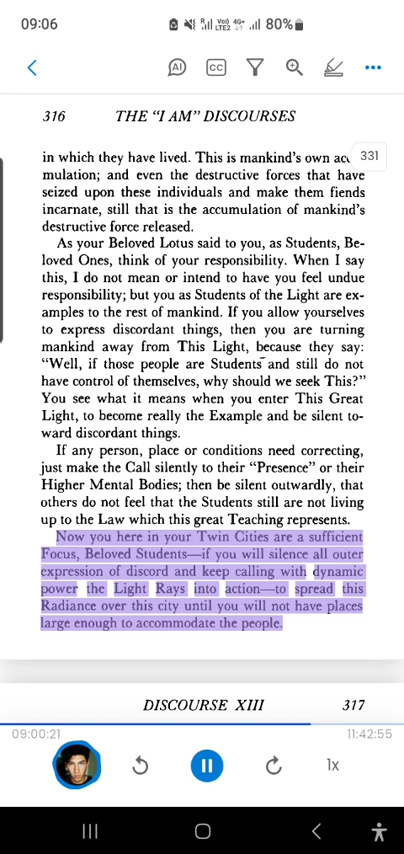 09:06
Vo)) 4G+
LTE2
80%
AI
CC
316 THE “I AM” DISCOURSES
331
in which they have lived. This is mankind’s own
mulation; and even the destructive forces that have
seized upon these individuals and make them fiends
incarnate, still that is the accumulation of mankind’s
destructive force released.
As your Beloved Lotus said to you, as Students, Be-
loved Ones, think of your responsibility. When I say
this, I do not mean or intend to have you feel undue
responsibility; but you as Students of the Light are ex-
amples to the rest of mankind. If you allow yourselves
to express discordant things, then you are turning
mankind away from This Light, because they say:
“Well, if those people are Students and still do not
have control of themselves, why should we seek This?”
You see what it means when you enter This Great
Light, to become really the Example and be silent to-
ward discordant things.
If any person, place or conditions need correcting,
just make the Call silently to their “Presence” or their
Higher Mental Bodies; then be silent outwardly, that
others do not feel that the Students still are not living
up to the Law which this great Teaching represents.
Now you here in your Twin Cities are a sufficient
Focus, Beloved Students—if you will silence all outer
expression of discord and keep calling with dynamic
power the Light Rays into action—to spread this
Radiance over this city until you will not have places
large enough to accommodate the people.
DISCOURSE XIII 317
09:00:21
11:42:55
1x